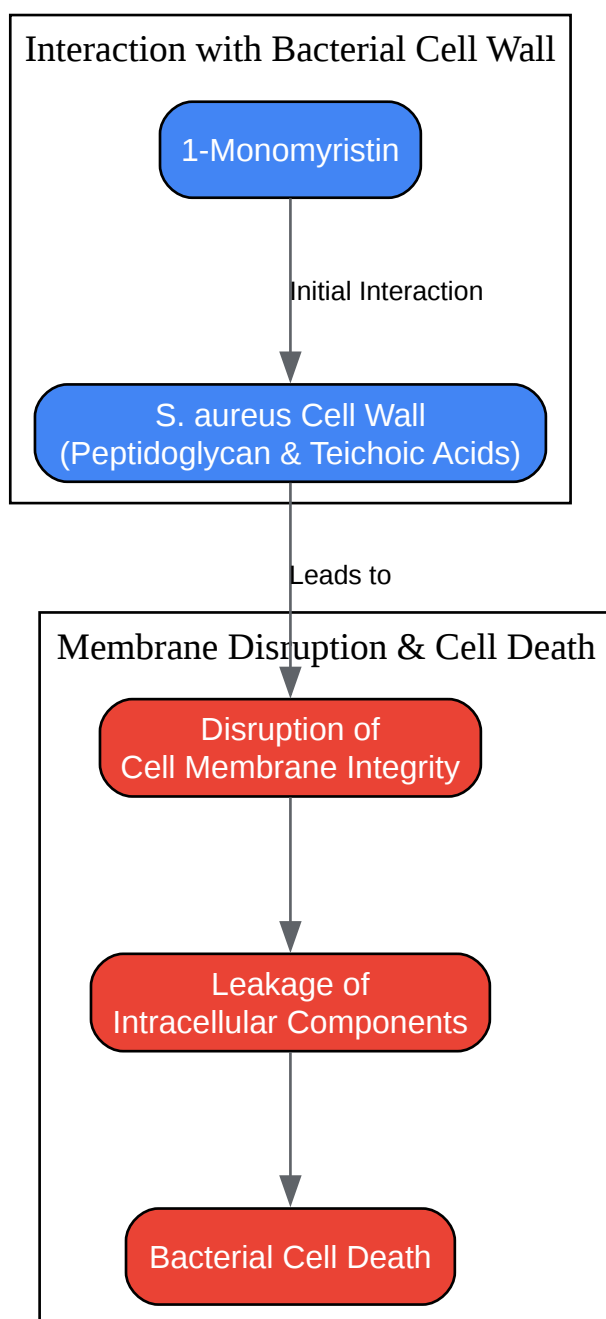 Interaction with Bacterial Cell Wall
1-Monomyristin
Initial Interaction
S. aureus Cell Wall
(Peptidoglycan & Teichoic Acids)
Leads to
Membrane Disruption & Cell Death
Disruption of
Cell Membrane Integrity
Leakage of
Intracellular Components
Bacterial Cell Death